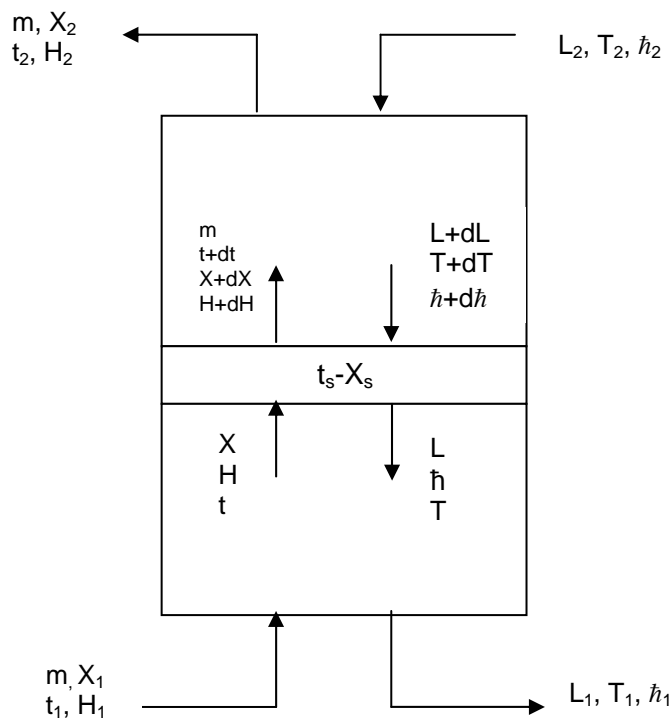 m, X₂
t₂, H₂
L₂, T₂, ℏ₂
m
t+dt
X+dX
H+dH
L+dL
T+dT
ℏ+dℏ
tₛ-Xₛ
X
H
t
L
ħ
T
m, X₁
t₁, H₁
L₁, T₁, ℏ₁